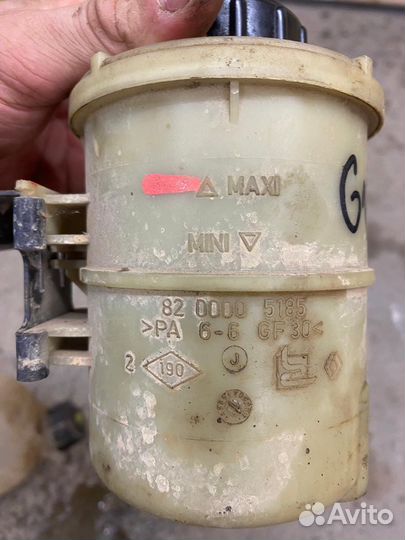 △ MAXI
MINI ▽
82 0000 5185
>PA 6-6 GF30<
2 190 J
Avito